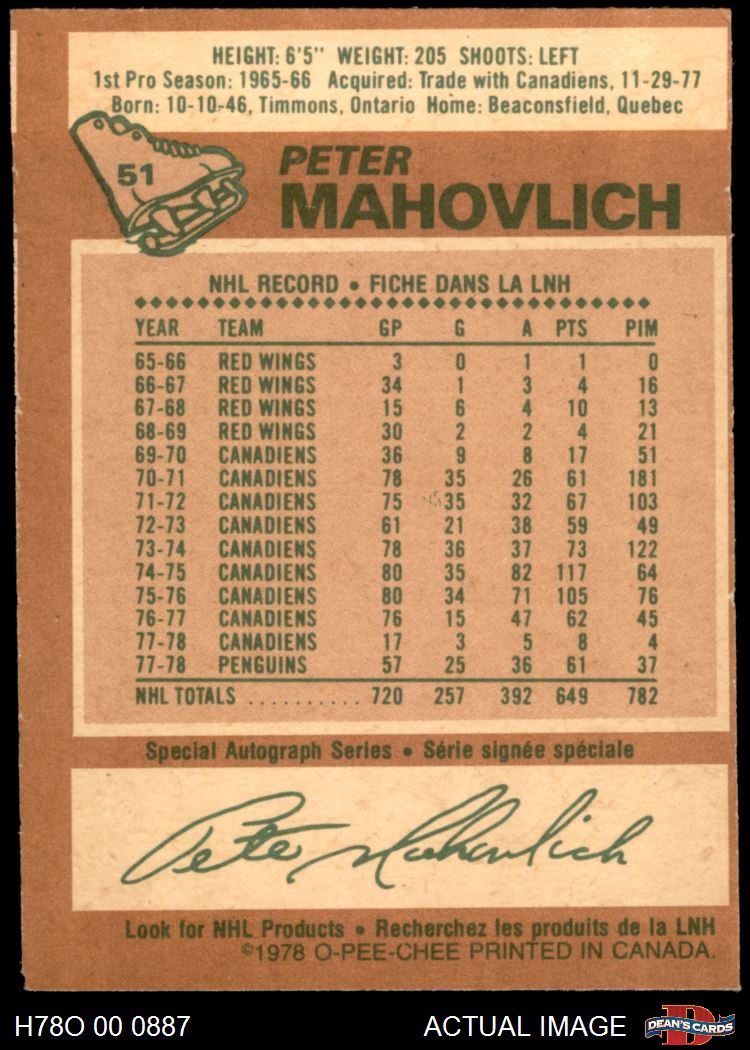 HEIGHT: 6'5" WEIGHT: 205 SHOOTS: LEFT
1st Pro Season: 1965-66 Acquired: Trade with Canadiens, 11-29-77
Born: 10-10-46, Timmons, Ontario Home: Beaconsfield, Quebec
51
PETER
MAHOVLICH
NHL RECORD • FICHE DANS LA LNH
YEAR TEAM GP G A PTS PIM
65-66 RED WINGS 3 0 1 1 0
66-67 RED WINGS 34 1 3 4 16
67-68 RED WINGS 15 6 4 10 13
68-69 RED WINGS 30 2 2 4 21
69-70 CANADIENS 36 9 8 17 51
70-71 CANADIENS 78 35 26 61 181
71-72 CANADIENS 75 35 32 67 103
72-73 CANADIENS 61 21 38 59 49
73-74 CANADIENS 78 36 37 73 122
74-75 CANADIENS 80 35 82 117 64
75-76 CANADIENS 80 34 71 105 76
76-77 CANADIENS 76 15 47 62 45
77-78 CANADIENS 17 3 5 8 4
77-78 PENGUINS 57 25 36 61 37
NHL TOTALS .......... 720 257 392 649 782
Special Autograph Series • Série signée spéciale
Pete Mahovlich
Look for NHL Products • Recherchez les produits de la LNH
©1978 O-PEE-CHEE PRINTED IN CANADA.
H78O 00 0887 ACTUAL IMAGE D DEAN'S CARDS